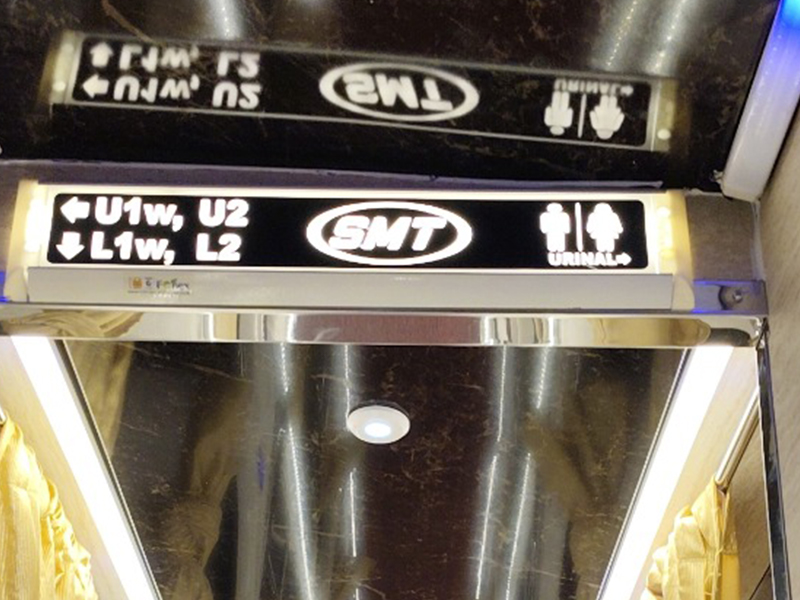 ←U1w, U2
↓L1w, L2
SMT
URINAL→